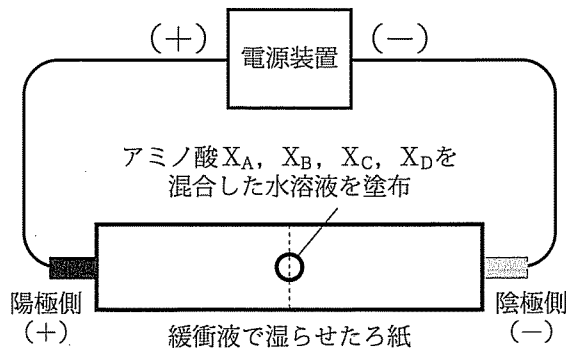 (+)
電源装置
(−)
アミノ酸X_A, X_B, X_C, X_Dを
混合した水溶液を塗布
陽極側
(+)
緩衝液で湿らせたろ紙
陰極側
(−)